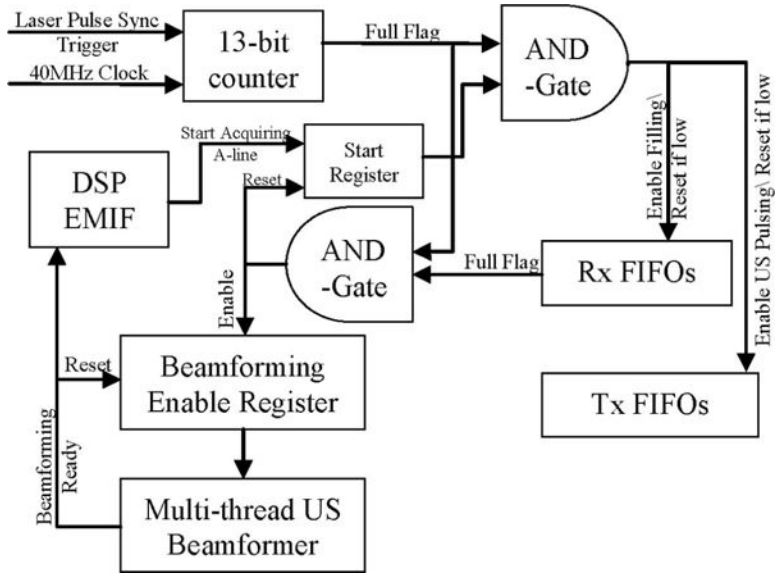 Laser Pulse Sync
Trigger
40MHz Clock
13-bit
counter
Full Flag
AND
-Gate
Start Acquiring
A-line
Start
Register
DSP
EMIF
Reset
AND
-Gate
Full Flag
Enable Filling\
Reset if low
Enable US Pulsing\ Reset if low
Rx FIFOs
Enable
Reset
Beamforming
Enable Register
Tx FIFOs
Beamforming
Ready
Multi-thread US
Beamformer